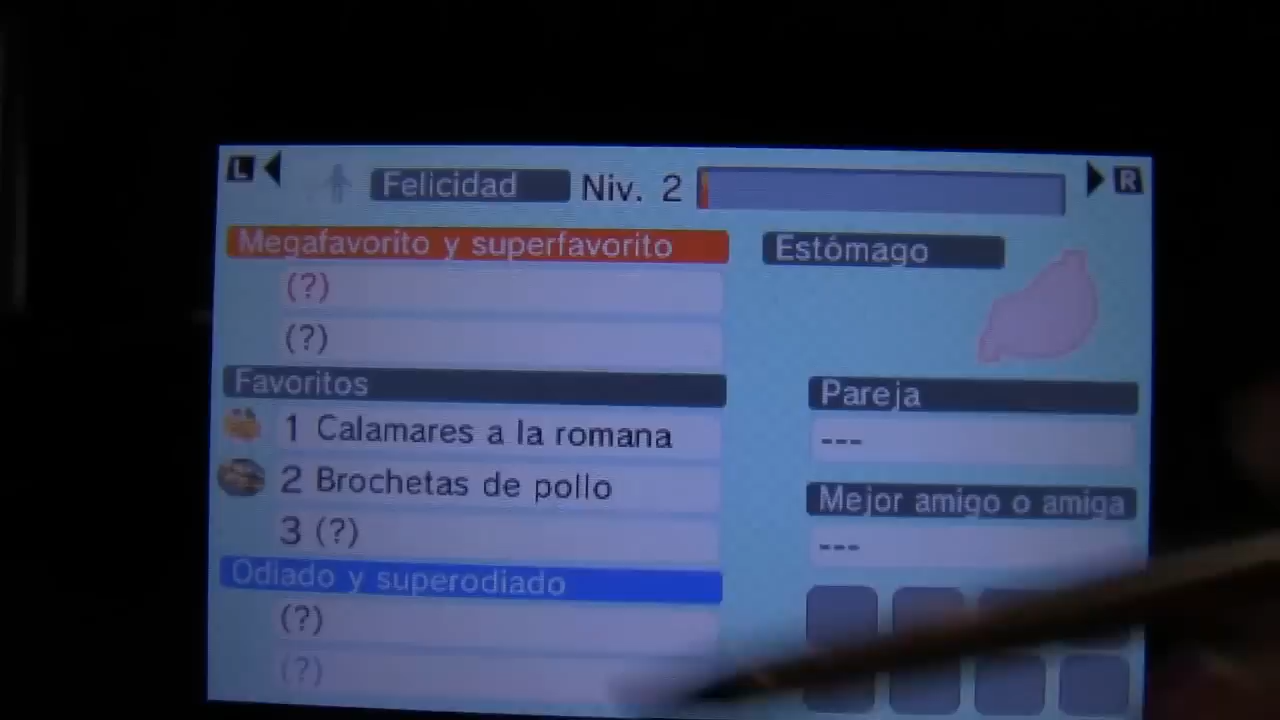 L
Felicidad
Niv. 2
R
Megafavorito y superfavorito
(?)
(?)
Favoritos
1 Calamares a la romana
2 Brochetas de pollo
3 (?)
Odiado y superodiado
(?)
(?)
Estómago
Pareja
---
Mejor amigo o amiga
---